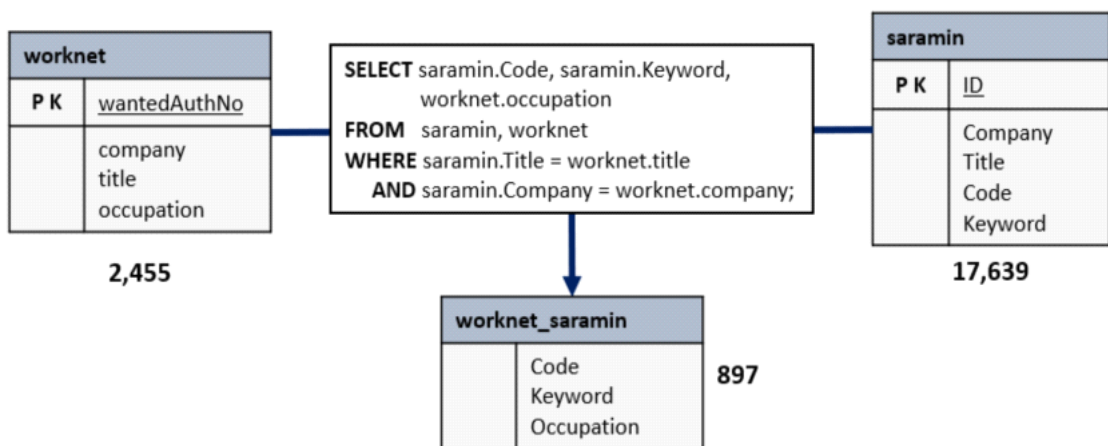 worknet
P K wantedAuthNo
company
title
occupation
2,455
SELECT saramin.Code, saramin.Keyword,
worknet.occupation
FROM saramin, worknet
WHERE saramin.Title = worknet.title
AND saramin.Company = worknet.company;
saramin
P K ID
Company
Title
Code
Keyword
17,639
worknet_saramin
Code
Keyword
Occupation
897